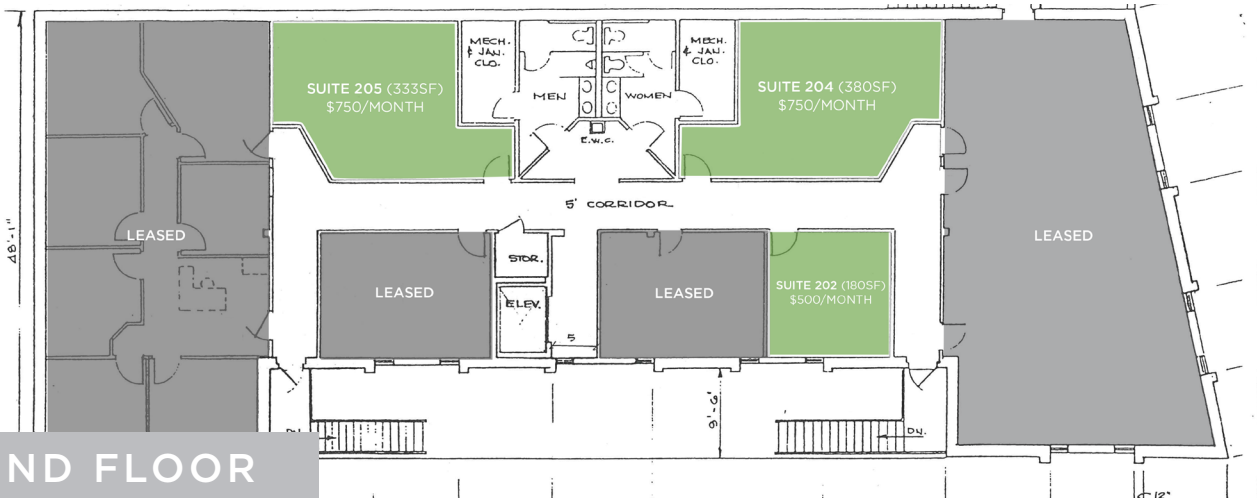 MECH.
& JAN.
CLO.
MECH.
& JAN.
CLO.
SUITE 205 (333SF)
$750/MONTH
SUITE 204 (380SF)
$750/MONTH
MEN
WOMEN
E.W.C.
5' CORRIDOR
48'-1"
LEASED
LEASED
STOR.
SUITE 202 (180SF)
$500/MONTH
LEASED
LEASED
ELEV.
5
9'-6"
DN.
DN.
ND FLOOR